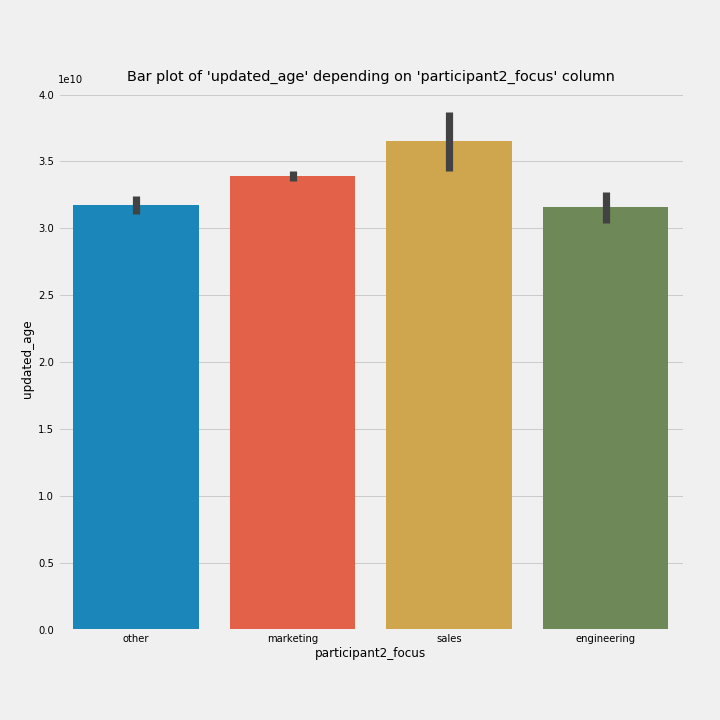 Bar plot of 'updated_age' depending on 'participant2_focus' column
1e10
4.0
3.5
3.0
2.5
2.0
1.5
1.0
0.5
0.0
updated_age
other marketing sales engineering
participant2_focus